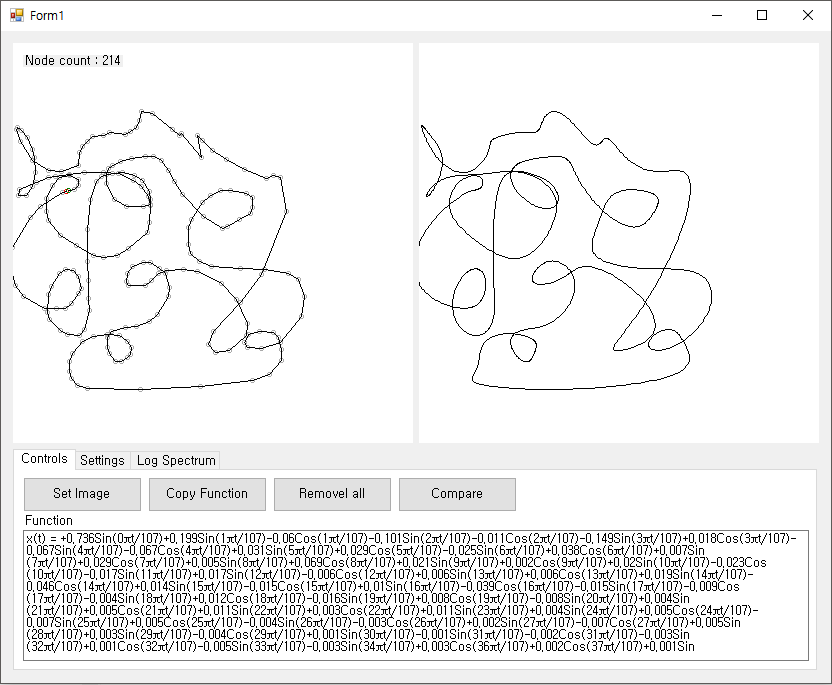 Form1
Node count : 214
Controls
Settings
Log Spectrum
Set Image
Copy Function
Removel all
Compare
Function
x(t) = +0,736Sin(0πt/107)+0,199Sin(1πt/107)-0,06Cos(1πt/107)-0,101Sin(2πt/107)-0,011Cos(2πt/107)-0,149Sin(3πt/107)+0,018Cos(3πt/107)-
0,067Sin(4πt/107)-0,067Cos(4πt/107)+0,031Sin(5πt/107)+0,029Cos(5πt/107)-0,025Sin(6πt/107)+0,038Cos(6πt/107)+0,007Sin
(7πt/107)+0,029Cos(7πt/107)+0,005Sin(8πt/107)+0,069Cos(8πt/107)+0,021Sin(9πt/107)+0,002Cos(9πt/107)+0,02Sin(10πt/107)-0,023Cos
(10πt/107)-0,017Sin(11πt/107)+0,017Sin(12πt/107)-0,006Cos(12πt/107)+0,006Sin(13πt/107)+0,006Cos(13πt/107)+0,019Sin(14πt/107)-
0,046Cos(14πt/107)+0,014Sin(15πt/107)-0,015Cos(15πt/107)+0,01Sin(16πt/107)-0,039Cos(16πt/107)-0,015Sin(17πt/107)-0,009Cos
(17πt/107)-0,004Sin(18πt/107)+0,012Cos(18πt/107)-0,016Sin(19πt/107)+0,008Cos(19πt/107)-0,008Sin(20πt/107)+0,004Sin
(21πt/107)+0,005Cos(21πt/107)+0,011Sin(22πt/107)+0,003Cos(22πt/107)+0,011Sin(23πt/107)+0,004Sin(24πt/107)+0,005Cos(24πt/107)-
0,007Sin(25πt/107)+0,005Cos(25πt/107)-0,004Sin(26πt/107)-0,003Cos(26πt/107)+0,002Sin(27πt/107)-0,007Cos(27πt/107)+0,005Sin
(28πt/107)+0,003Sin(29πt/107)-0,004Cos(29πt/107)+0,001Sin(30πt/107)-0,001Sin(31πt/107)-0,002Cos(31πt/107)-0,003Sin
(32πt/107)+0,001Cos(32πt/107)-0,005Sin(33πt/107)-0,003Sin(34πt/107)+0,003Cos(36πt/107)+0,002Cos(37πt/107)+0,001Sin